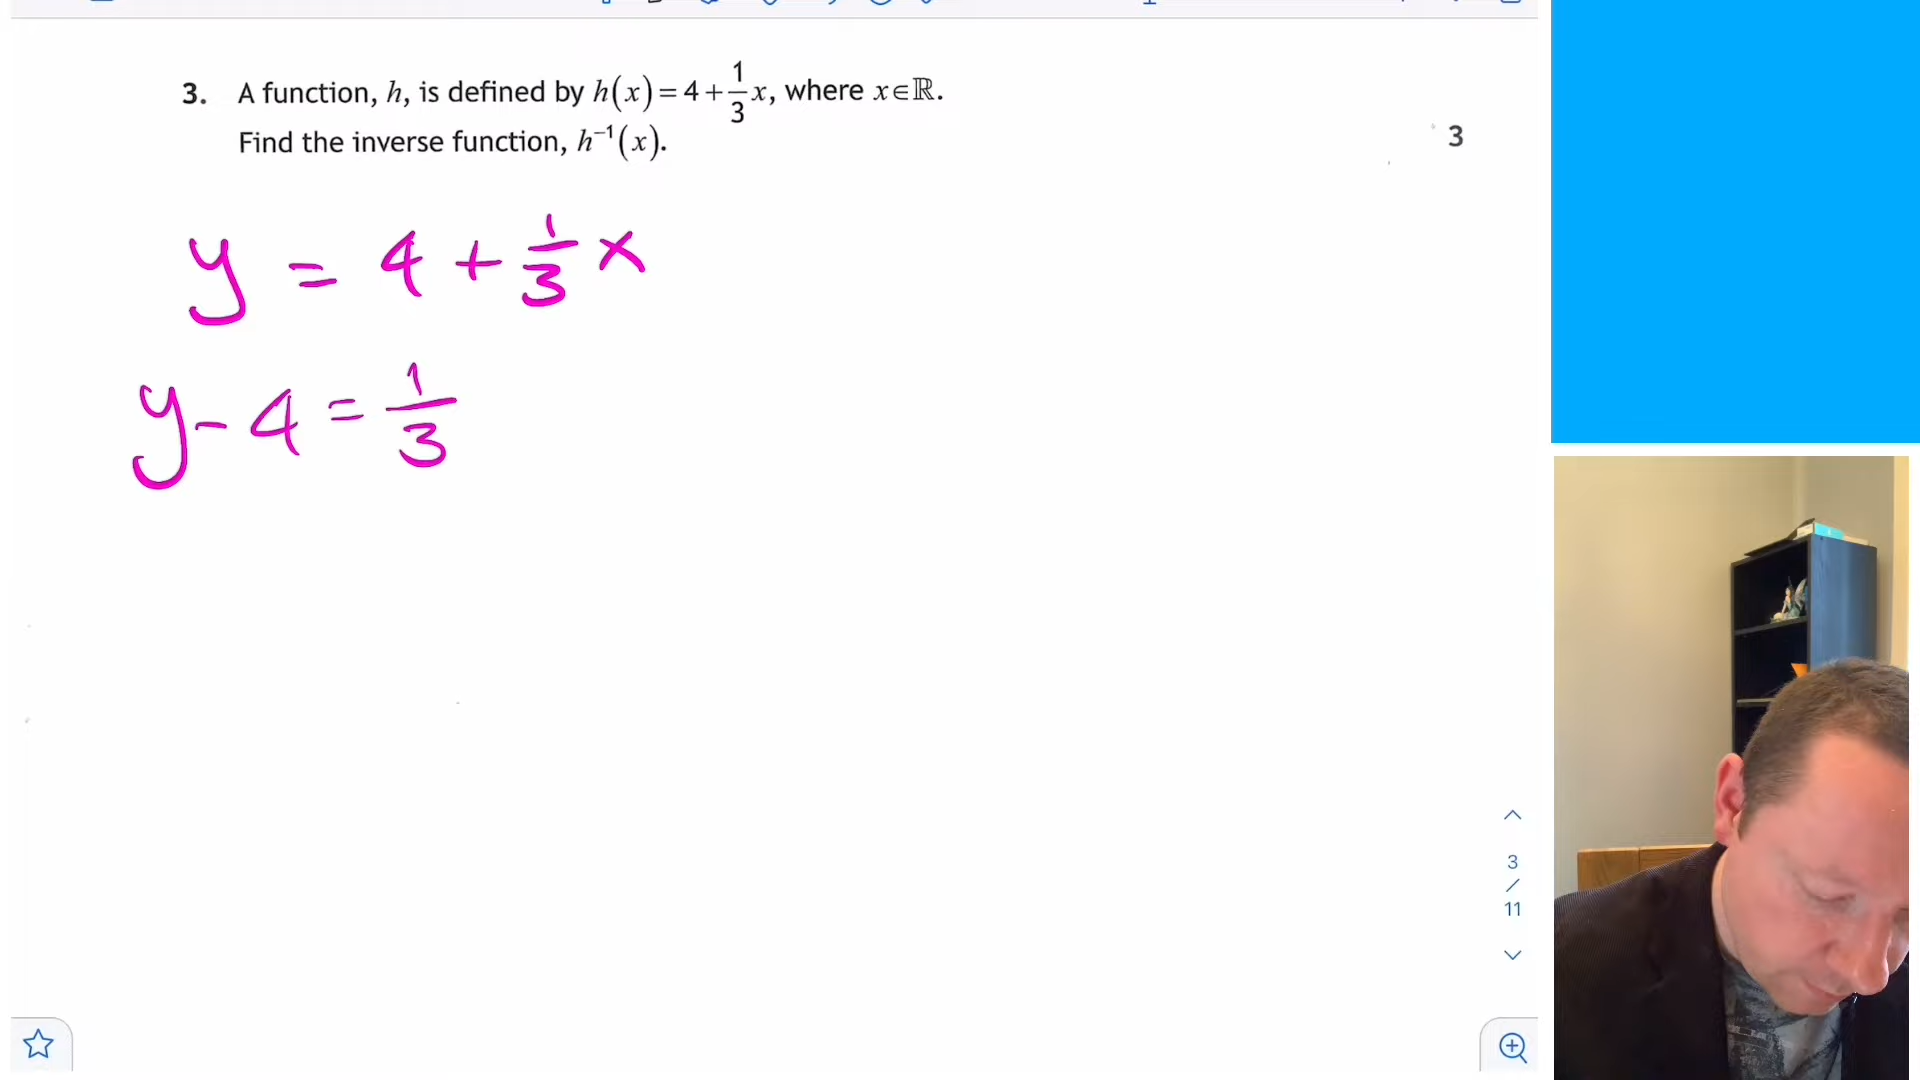 3. A function, h, is defined by h(x) = 4 + 1/3 x, where x∈ℝ.
Find the inverse function, h⁻¹(x).
3
y = 4 + 1/3 x
y - 4 = 1/3
3
/
11